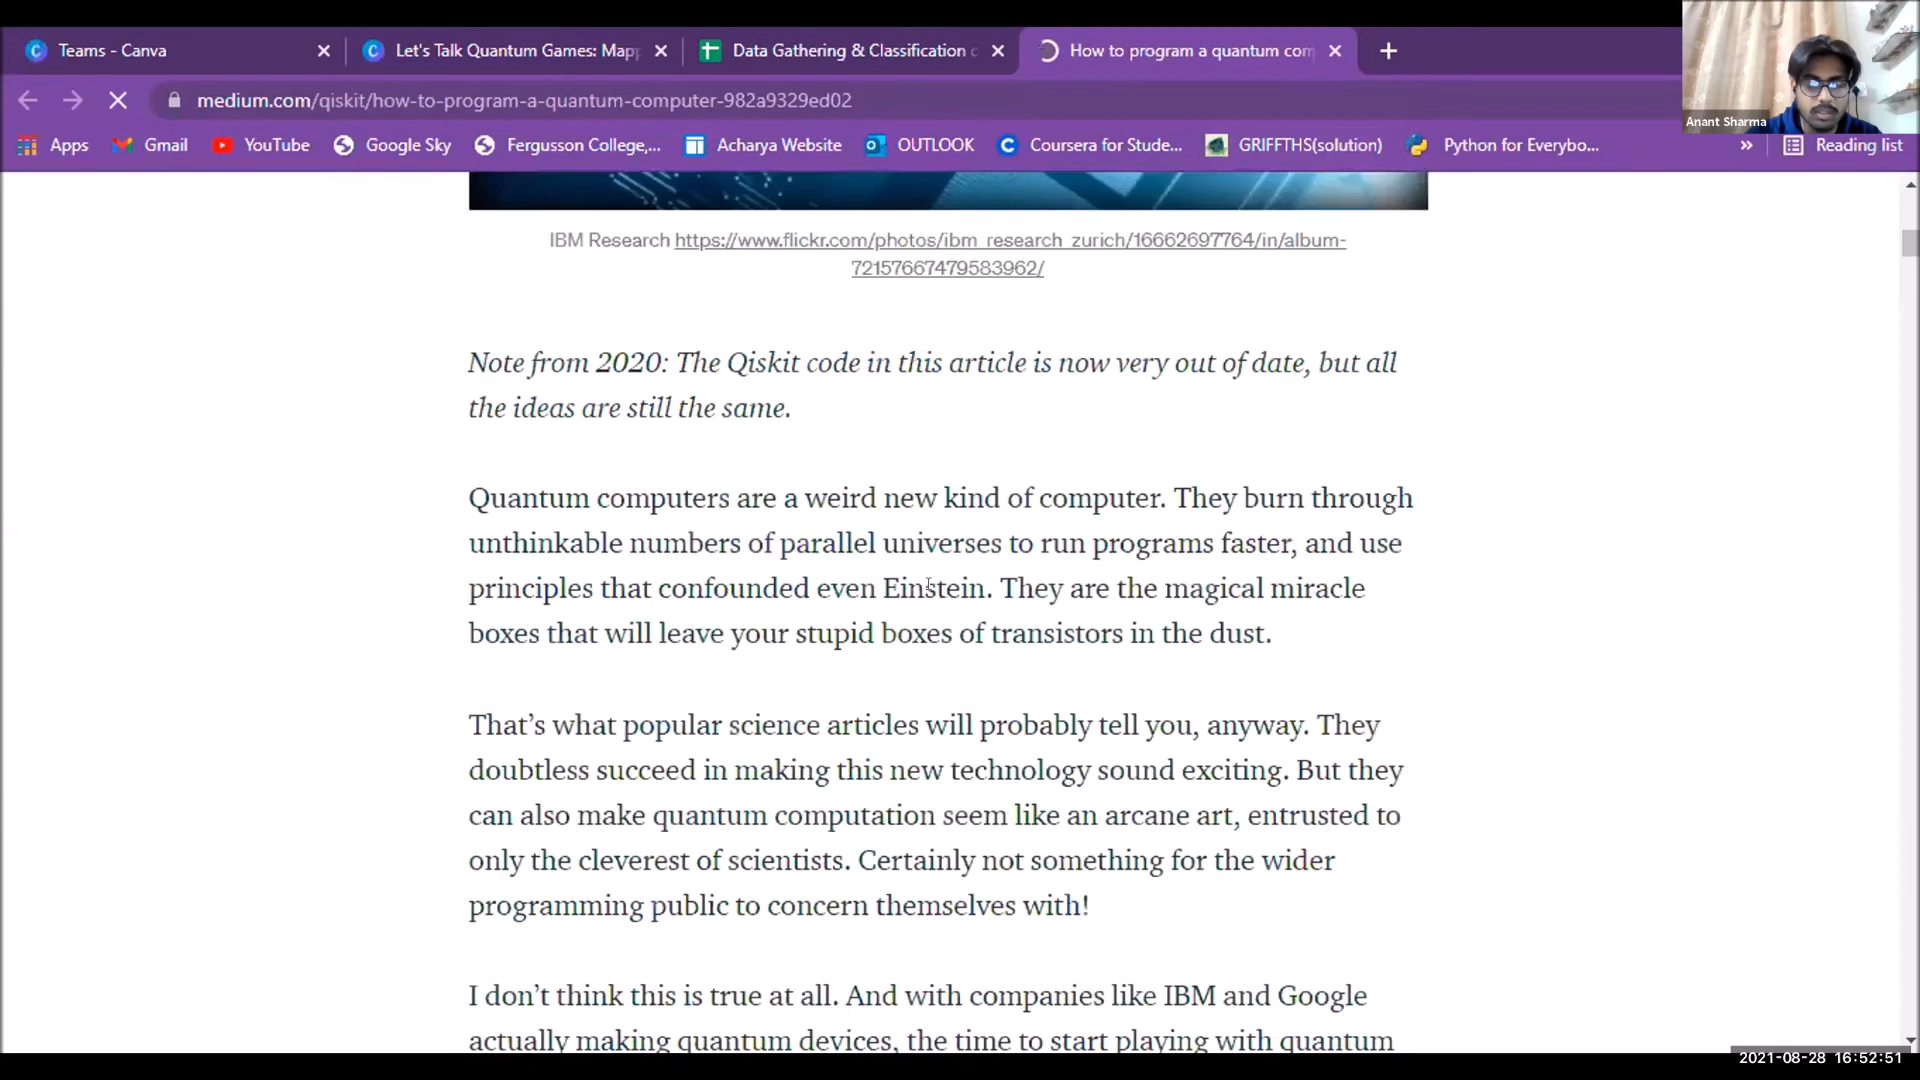 Teams - Canva
Let's Talk Quantum Games: Mapp
Data Gathering & Classification c
How to program a quantum com
medium.com/qiskit/how-to-program-a-quantum-computer-982a9329ed02
Anant Sharma
Apps
Gmail
YouTube
Google Sky
Fergusson College,...
Acharya Website
OUTLOOK
Coursera for Stude...
GRIFFTHS(solution)
Python for Everybo...
»
Reading list
IBM Research https://www.flickr.com/photos/ibm_research_zurich/16662697764/in/album-
72157667479583962/
Note from 2020: The Qiskit code in this article is now very out of date, but all
the ideas are still the same.
Quantum computers are a weird new kind of computer. They burn through
unthinkable numbers of parallel universes to run programs faster, and use
principles that confounded even Einstein. They are the magical miracle
boxes that will leave your stupid boxes of transistors in the dust.
That’s what popular science articles will probably tell you, anyway. They
doubtless succeed in making this new technology sound exciting. But they
can also make quantum computation seem like an arcane art, entrusted to
only the cleverest of scientists. Certainly not something for the wider
programming public to concern themselves with!
I don’t think this is true at all. And with companies like IBM and Google
actually making quantum devices, the time to start playing with quantum
2021-08-28 16:52:51